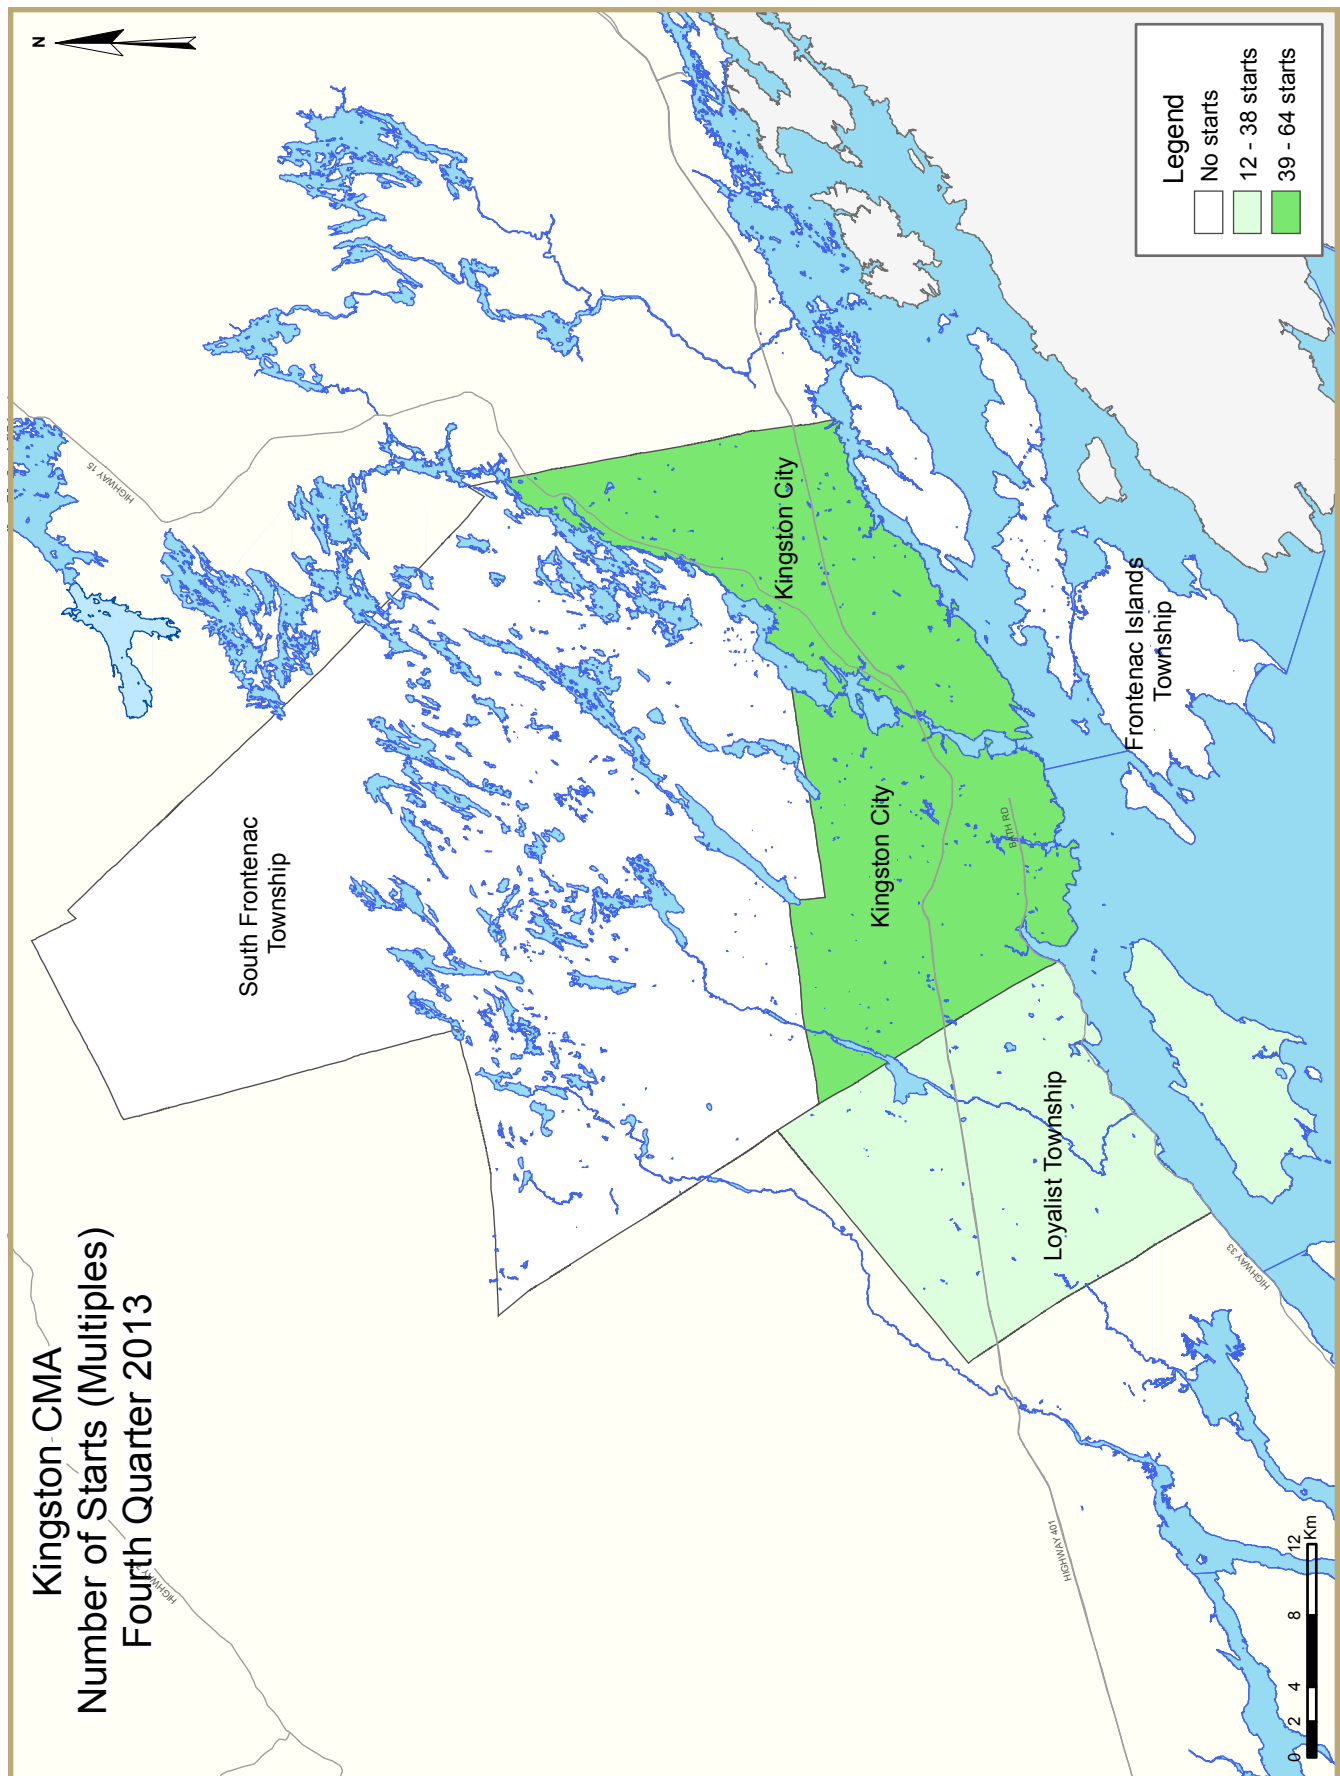 Kingston CMA
Number of Starts (Multiples)
Fourth Quarter 2013
N
Legend
No starts
12 - 38 starts
39 - 64 starts
HIGHWAY 15
South Frontenac
Township
Kingston City
Kingston City
Frontenac Islands
Township
BATH RD
Loyalist Township
HIGHWAY 33
HIGHWAY 401
HIGHWAY
0 2 4 8 12
Km